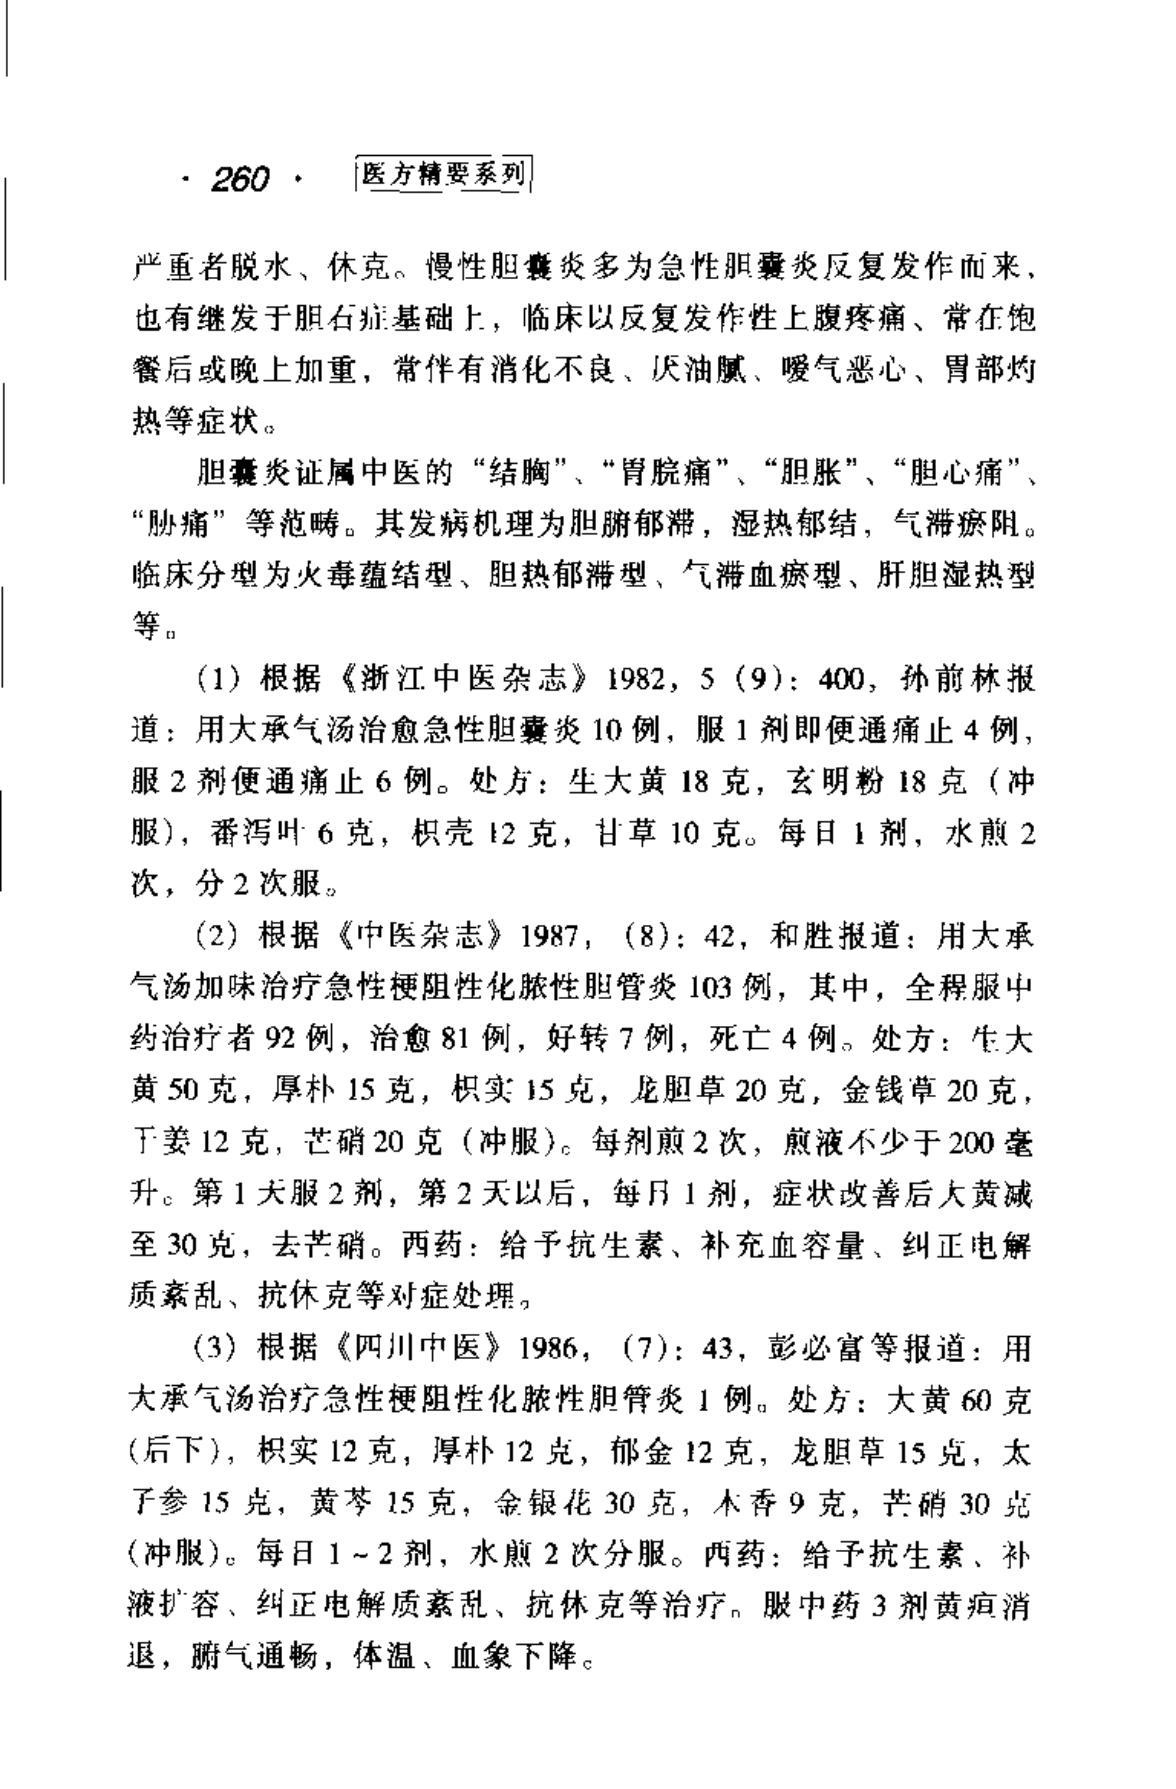 · 260 · 医方精要系列
严重者脱水、休克。慢性胆囊炎多为急性胆囊炎反复发作而来，
也有继发于胆石症基础上，临床以反复发作性上腹疼痛、常在饱
餐后或晚上加重，常伴有消化不良、厌油腻、嗳气恶心、胃部灼
热等症状。
胆囊炎证属中医的“结胸”、“胃脘痛”、“胆胀”、“胆心痛”、
“胁痛”等范畴。其发病机理为胆腑郁滞，湿热郁结，气滞瘀阻。
临床分型为火毒蕴结型、胆热郁滞型、气滞血瘀型、肝胆湿热型
等。
(1) 根据《浙江中医杂志》1982，5（9）：400，孙前林报
道：用大承气汤治愈急性胆囊炎 10 例，服 1 剂即便通痛止 4 例，
服 2 剂便通痛止 6 例。处方：生大黄 18 克，玄明粉 18 克（冲
服），番泻叶 6 克，枳壳 12 克，甘草 10 克。每日 1 剂，水煎 2
次，分 2 次服。
(2) 根据《中医杂志》1987，（8）：42，和胜报道：用大承
气汤加味治疗急性梗阻性化脓性胆管炎 103 例，其中，全程服中
药治疗者 92 例，治愈 81 例，好转 7 例，死亡 4 例。处方：生大
黄 50 克，厚朴 15 克，枳实 15 克，龙胆草 20 克，金钱草 20 克，
干姜 12 克，芒硝 20 克（冲服）。每剂煎 2 次，煎液不少于 200 毫
升。第 1 天服 2 剂，第 2 天以后，每日 1 剂，症状改善后大黄减
至 30 克，去芒硝。西药：给予抗生素、补充血容量、纠正电解
质紊乱、抗休克等对症处理。
(3) 根据《四川中医》1986，（7）：43，彭必富等报道：用
大承气汤治疗急性梗阻性化脓性胆管炎 1 例。处方：大黄 60 克
（后下），枳实 12 克，厚朴 12 克，郁金 12 克，龙胆草 15 克，太
子参 15 克，黄芩 15 克，金银花 30 克，木香 9 克，芒硝 30 克
（冲服）。每日 1～2 剂，水煎 2 次分服。西药：给予抗生素、补
液扩容、纠正电解质紊乱、抗休克等治疗。服中药 3 剂黄疸消
退，腑气通畅，体温、血象下降。